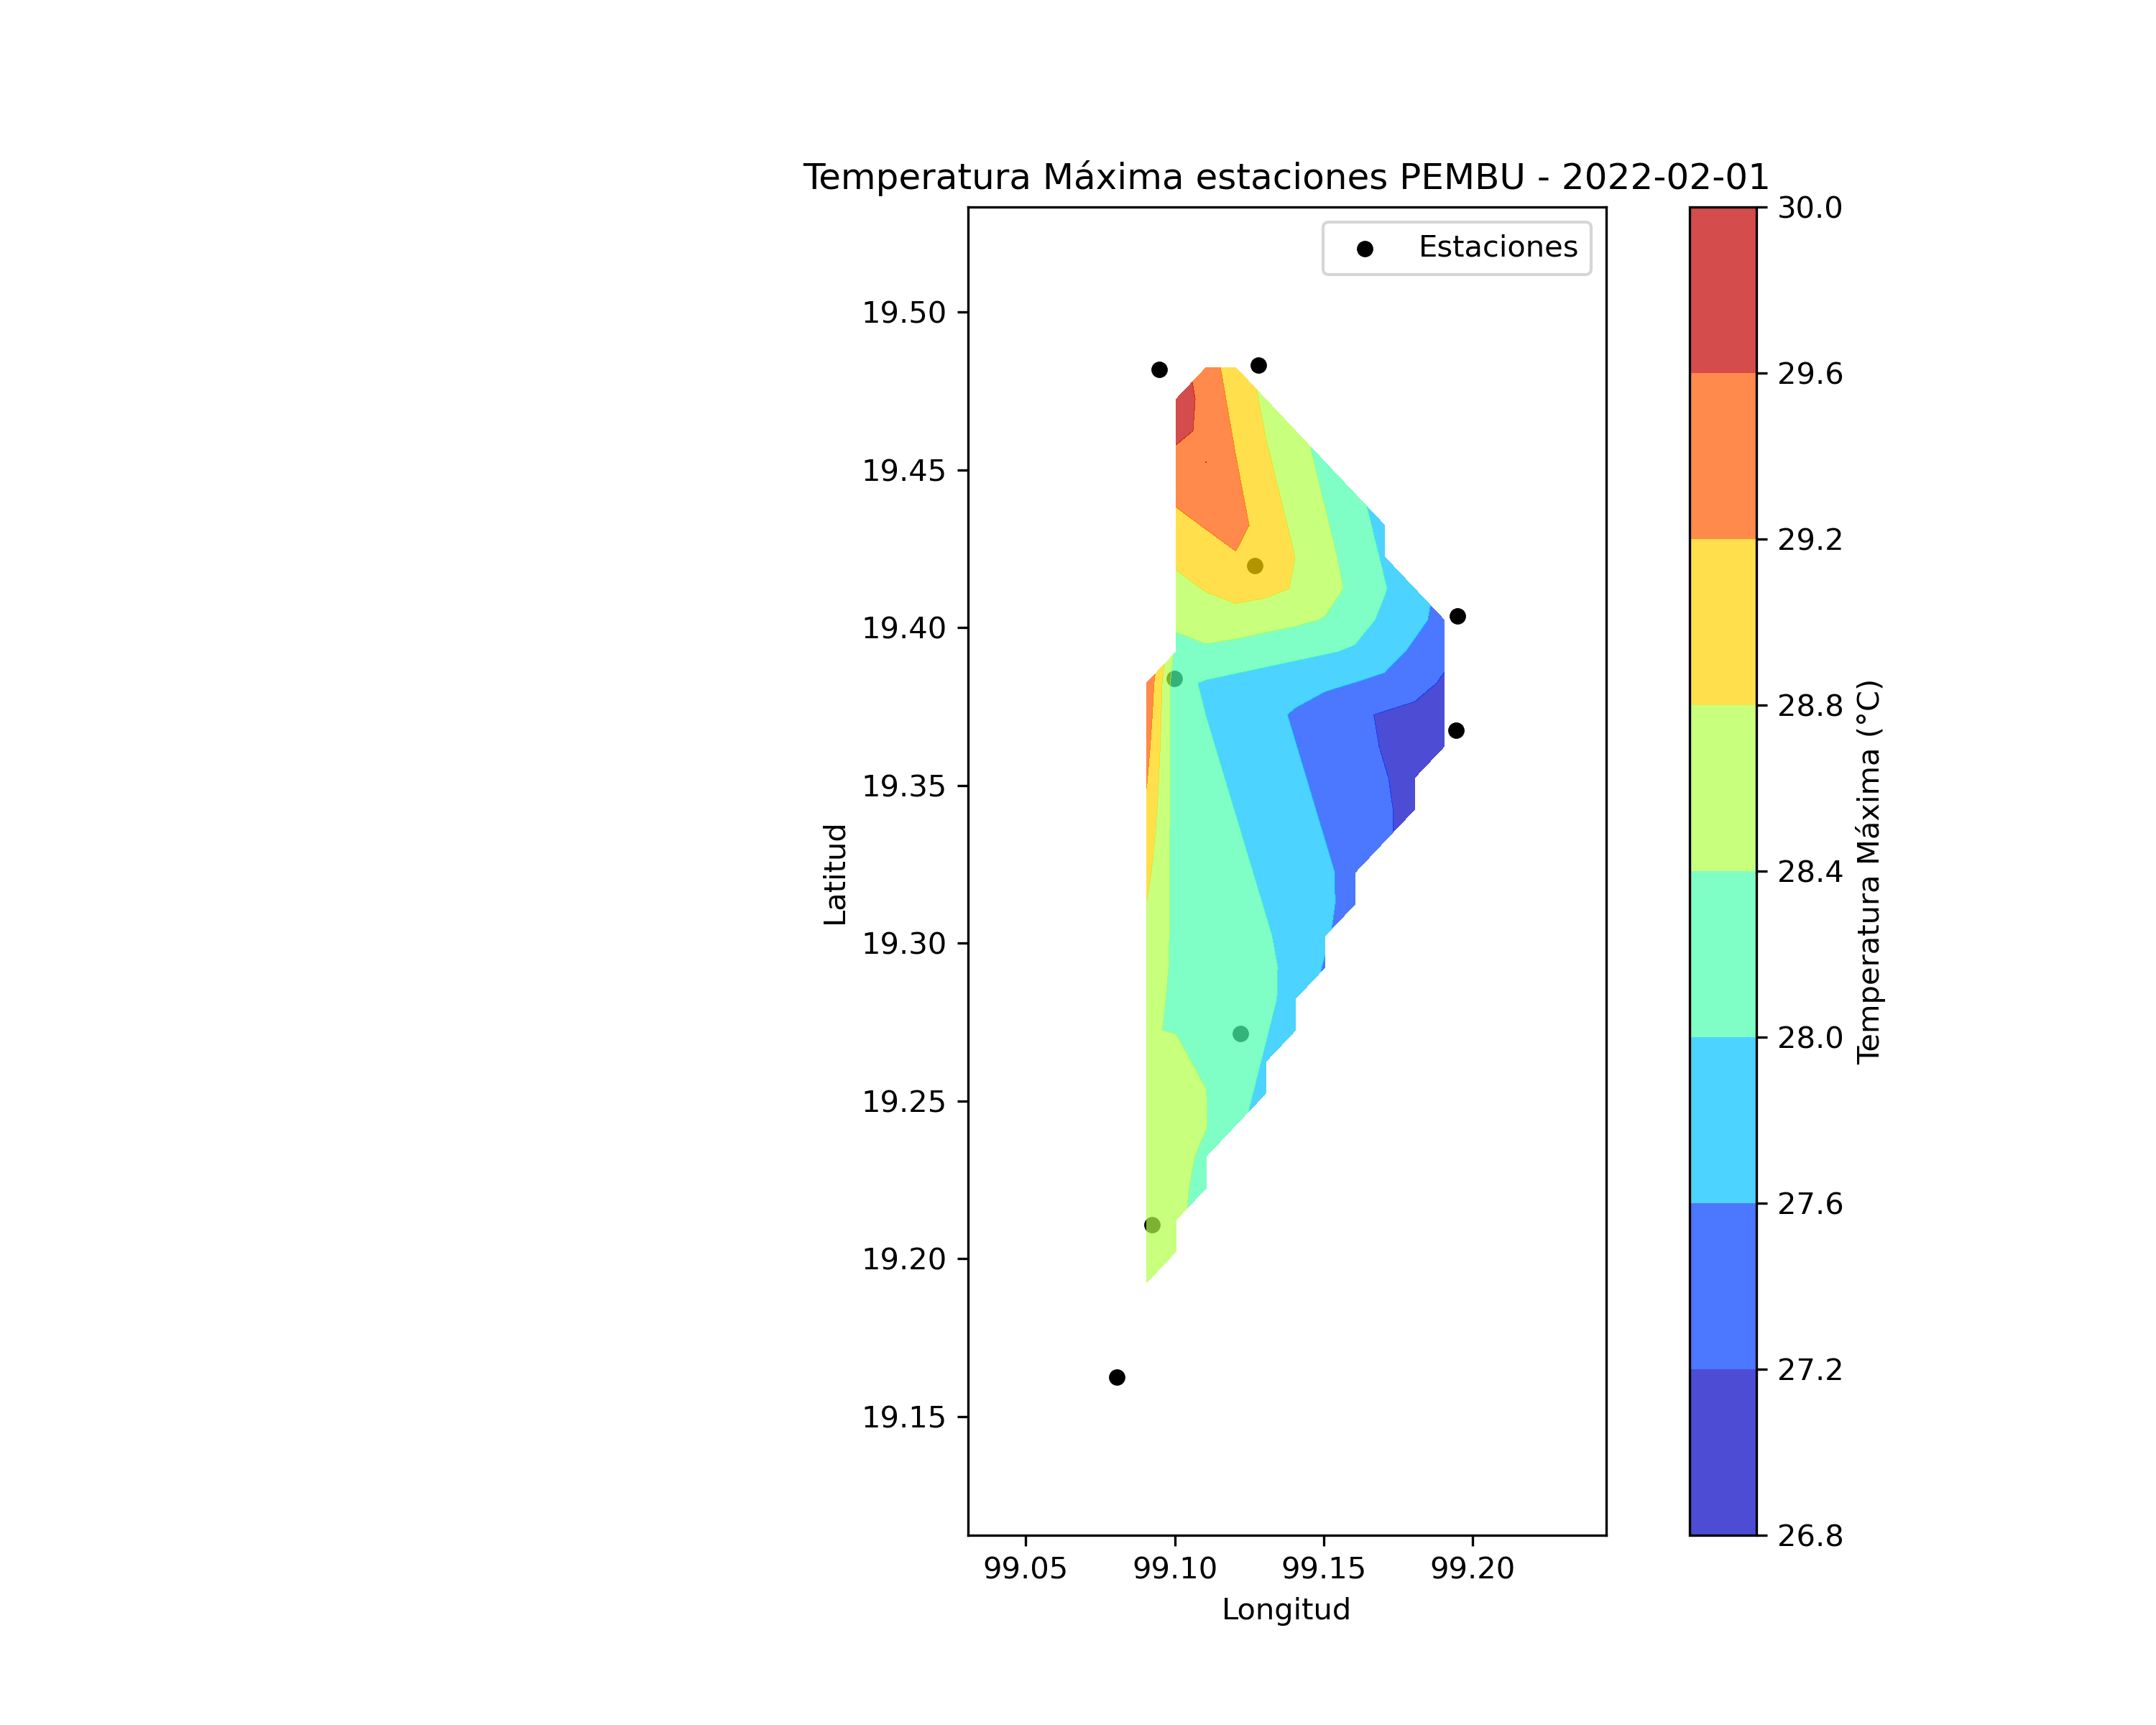 Temperatura Máxima estaciones PEMBU - 2022-02-01
Estaciones
19.50
19.45
19.40
19.35
19.30
19.25
19.20
19.15
Latitud
99.05 99.10 99.15 99.20
Longitud
30.0
29.6
29.2
28.8
28.4
28.0
27.6
27.2
26.8
Temperatura Máxima (°C)